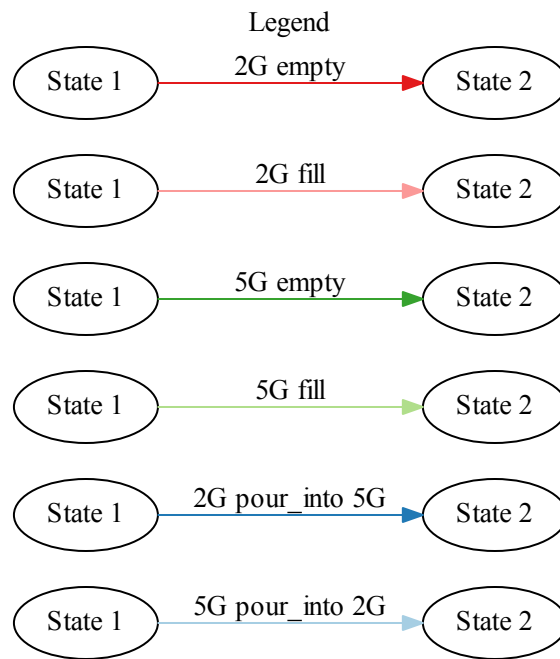 Legend
State 1 2G empty State 2
State 1 2G fill State 2
State 1 5G empty State 2
State 1 5G fill State 2
State 1 2G pour_into 5G State 2
State 1 5G pour_into 2G State 2